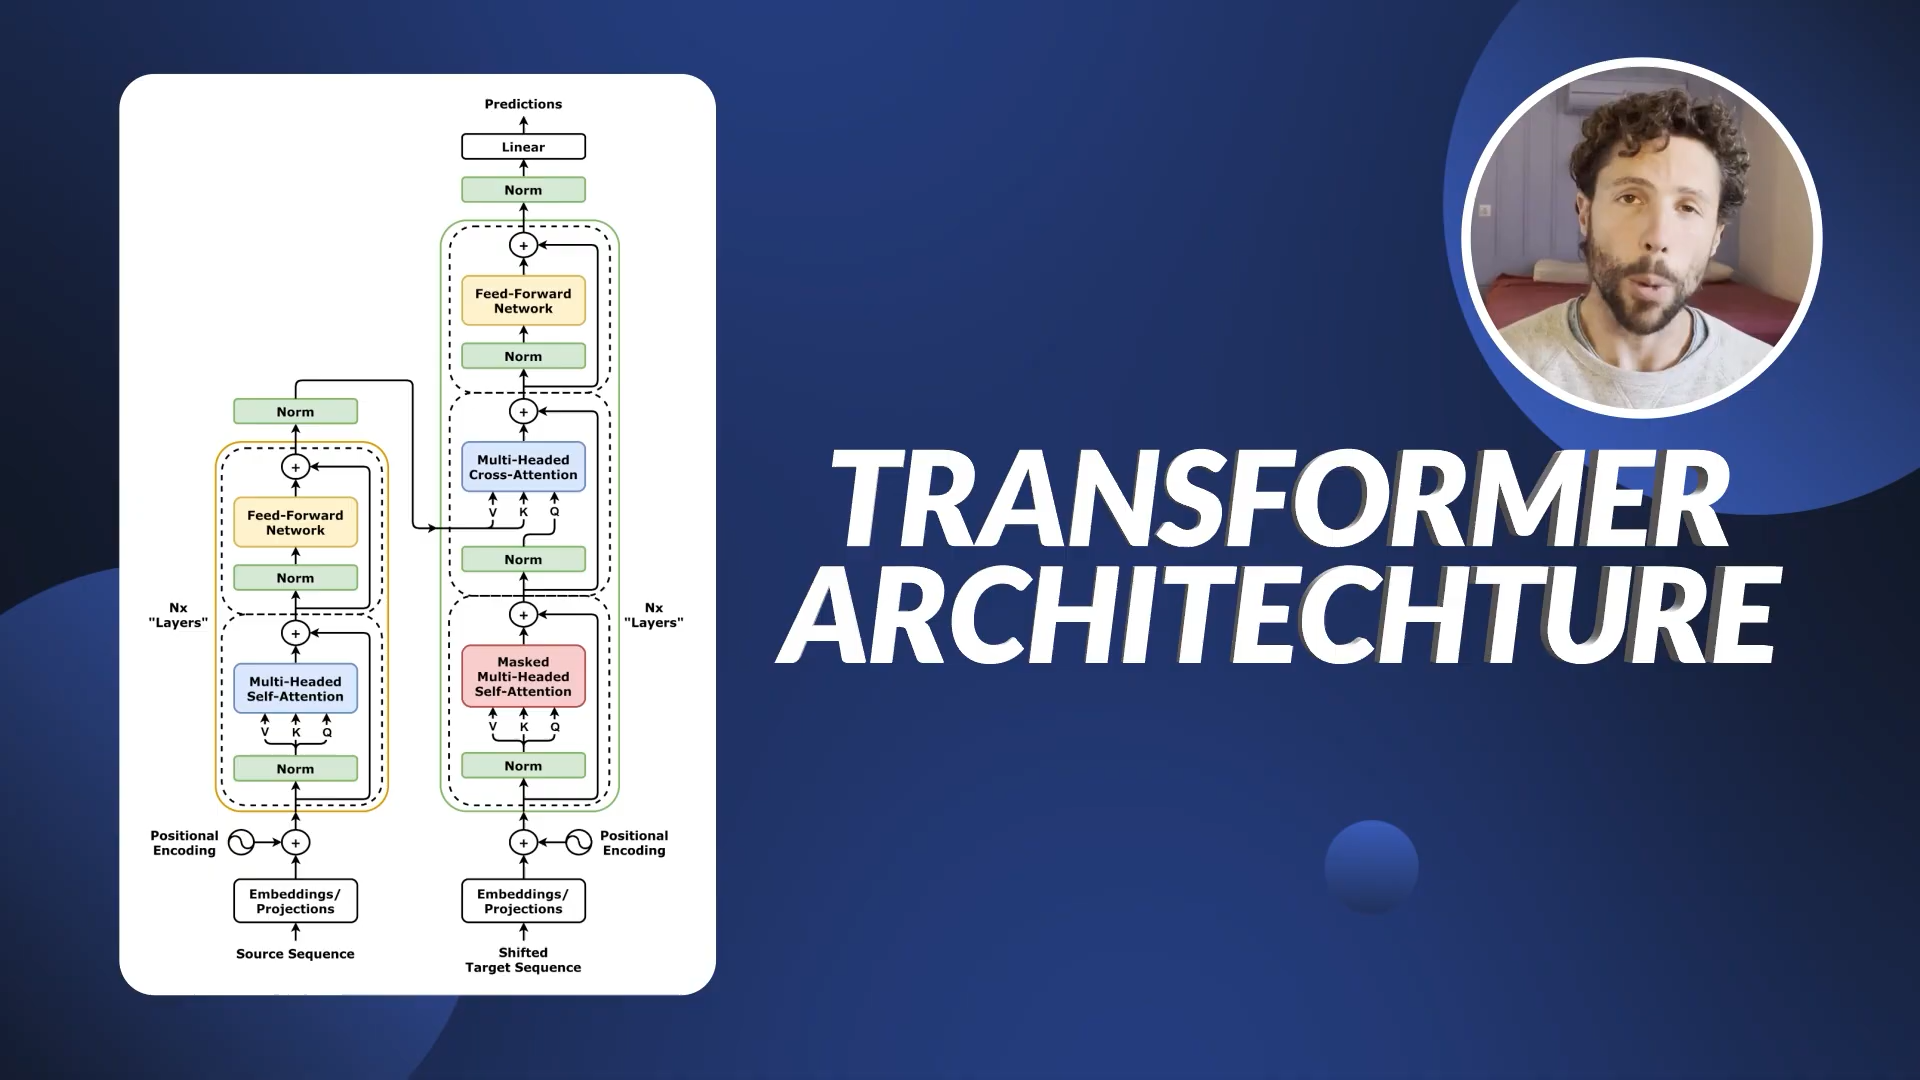 Predictions
Linear
Norm
+
Feed-Forward
Network
Norm
+
Multi-Headed
Cross-Attention
V K Q
Norm
+
Masked
Multi-Headed
Self-Attention
V K Q
Norm
Nx
"Layers"
+
Positional
Encoding
Embeddings/
Projections
Shifted
Target Sequence
Norm
+
Feed-Forward
Network
Norm
+
Multi-Headed
Self-Attention
V K Q
Norm
Nx
"Layers"
Positional
Encoding
+
Embeddings/
Projections
Source Sequence
TRANSFORMER
ARCHITECHTURE